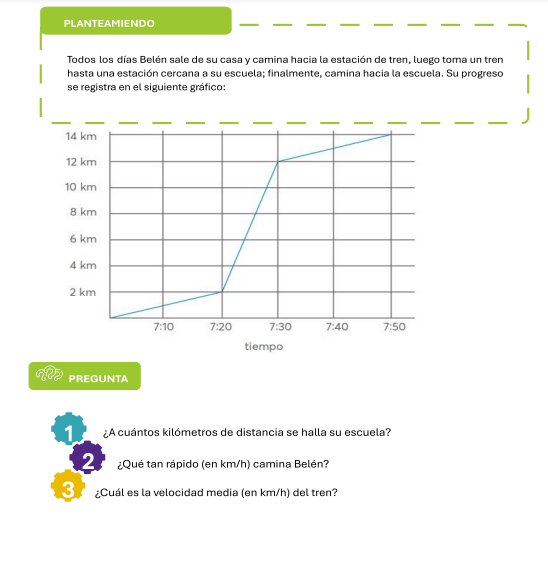 PLANTEAMIENDO
Todos los días Belén sale de su casa y camina hacia la estación de tren, luego toma un tren
hasta una estación cercana a su escuela; finalmente, camina hacia la escuela. Su progreso
se registra en el siguiente gráfico:
14 km
12 km
10 km
8 km
6 km
4 km
2 km
7:10 7:20 7:30 7:40 7:50
tiempo
PREGUNTA
1 ¿A cuántos kilómetros de distancia se halla su escuela?
2 ¿Qué tan rápido (en km/h) camina Belén?
3 ¿Cuál es la velocidad media (en km/h) del tren?